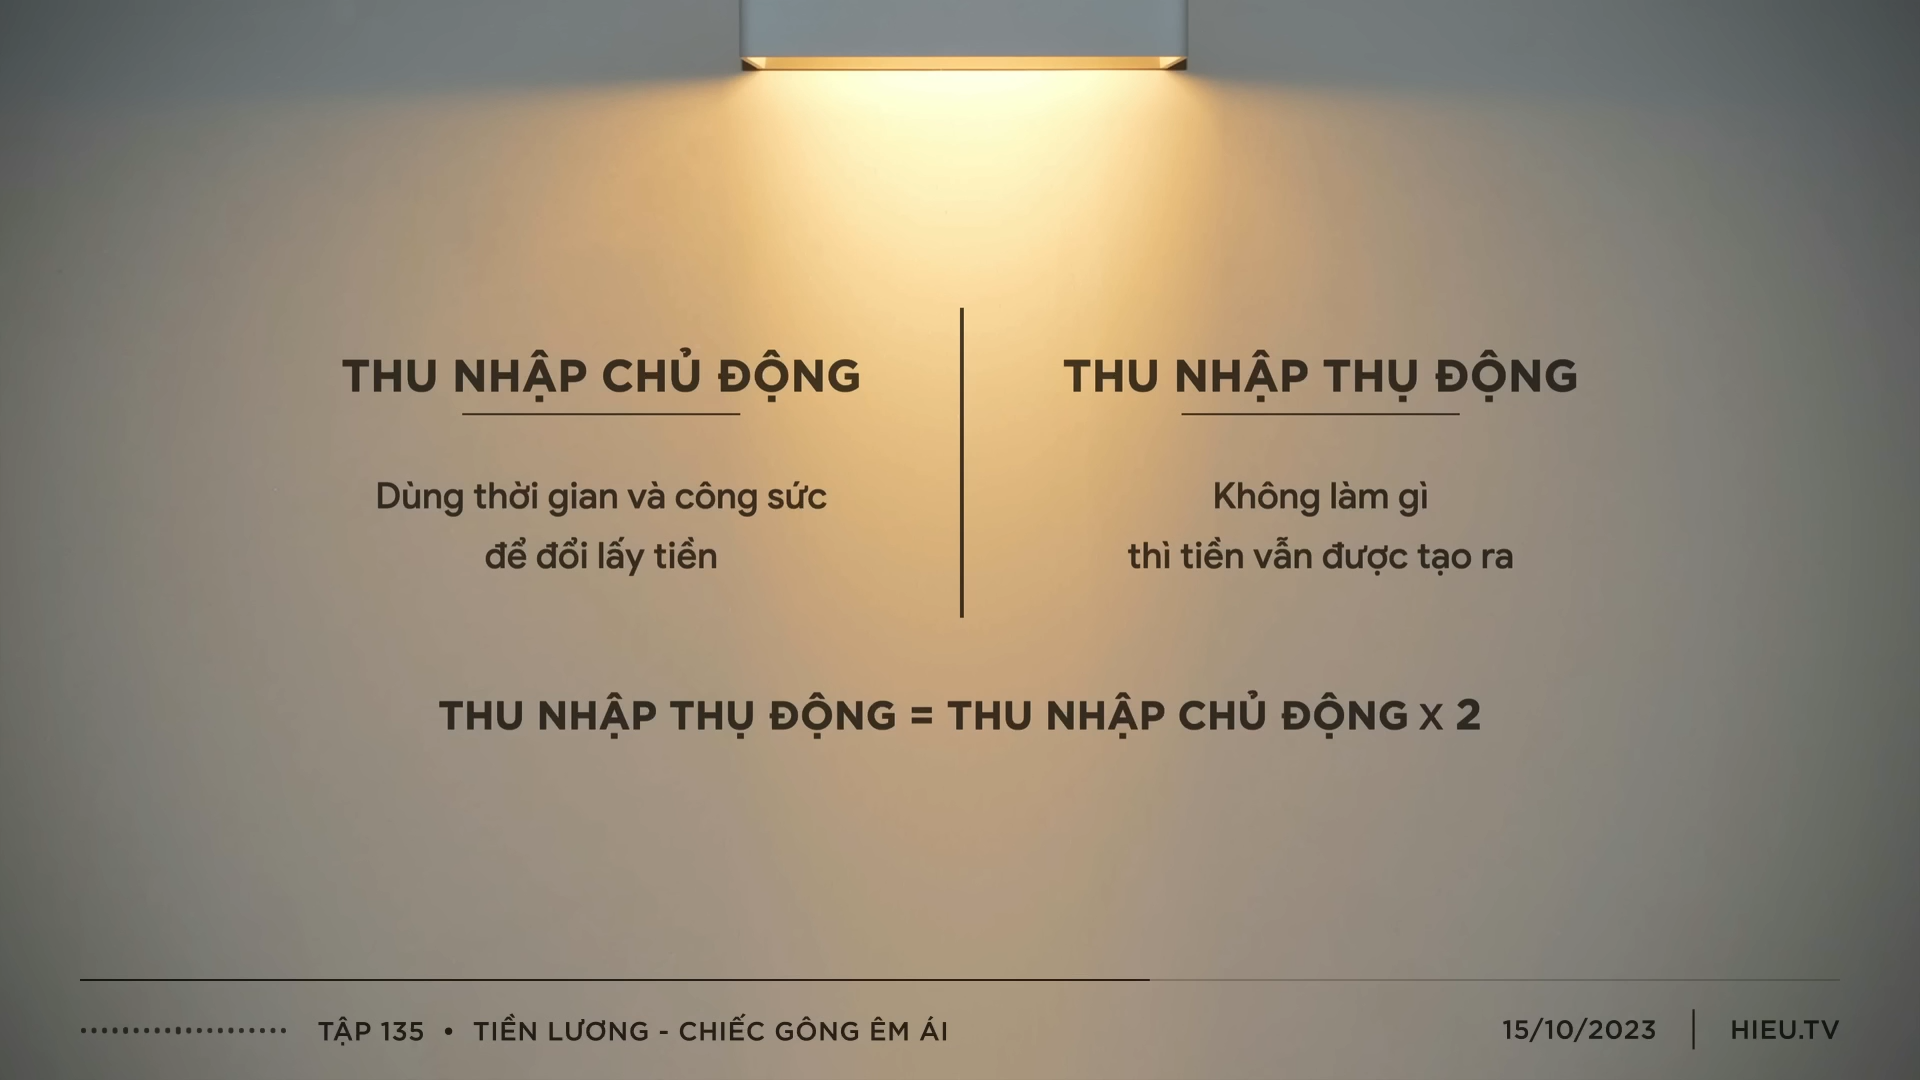 THU NHẬP CHỦ ĐỘNG
Dùng thời gian và công sức
để đổi lấy tiền
THU NHẬP THỤ ĐỘNG
Không làm gì
thì tiền vẫn được tạo ra
THU NHẬP THỤ ĐỘNG = THU NHẬP CHỦ ĐỘNG X 2
TẬP 135 • TIỀN LƯƠNG - CHIẾC GÔNG ÊM ÁI
15/10/2023 | HIEU.TV